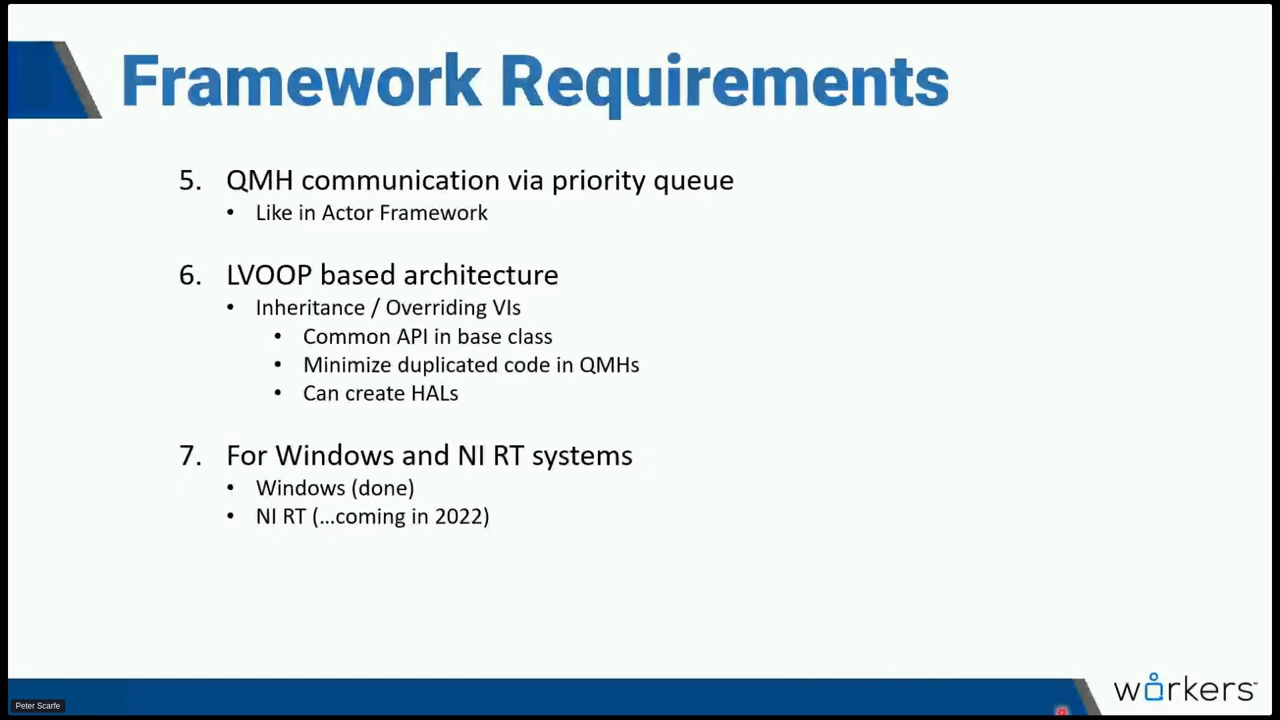 Framework Requirements
5. QMH communication via priority queue
• Like in Actor Framework
6. LVOOP based architecture
• Inheritance / Overriding VIs
• Common API in base class
• Minimize duplicated code in QMHs
• Can create HALs
7. For Windows and NI RT systems
• Windows (done)
• NI RT (...coming in 2022)
workers™
Peter Scarfe